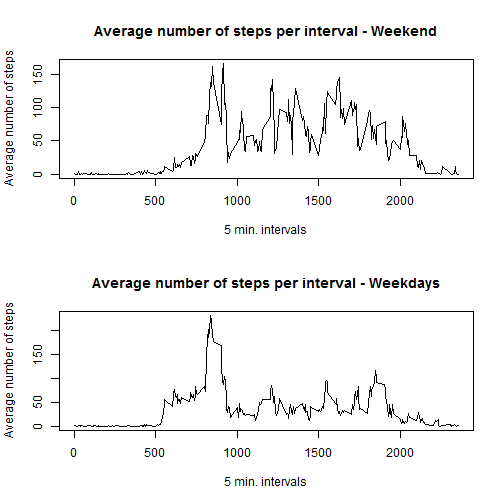 Average number of steps per interval - Weekend
Average number of steps
0 50 100 150
0 500 1000 1500 2000
5 min. intervals
Average number of steps per interval - Weekdays
Average number of steps
0 50 150
0 500 1000 1500 2000
5 min. intervals